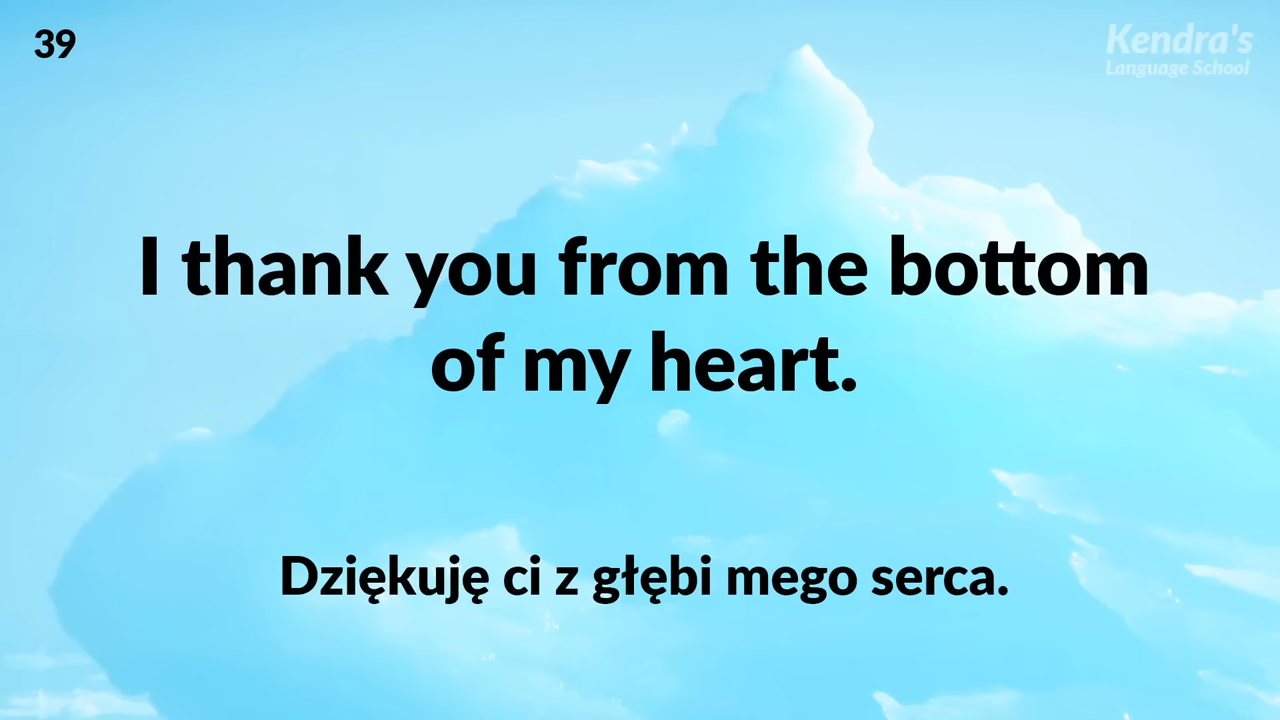 39
Kendra's
Language School
I thank you from the bottom
of my heart.
Dziękuję ci z głębi mego serca.